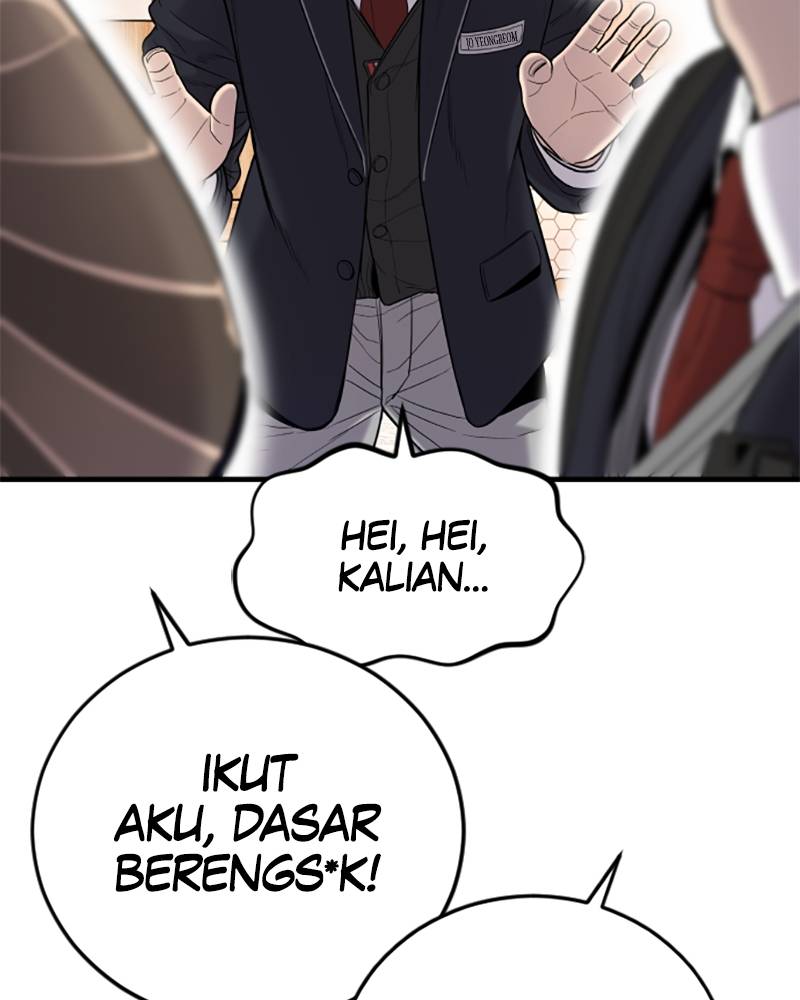 JO YEONGBEOM
HEI, HEI,
KALIAN...
IKUT
AKU, DASAR
BERENGS*K!